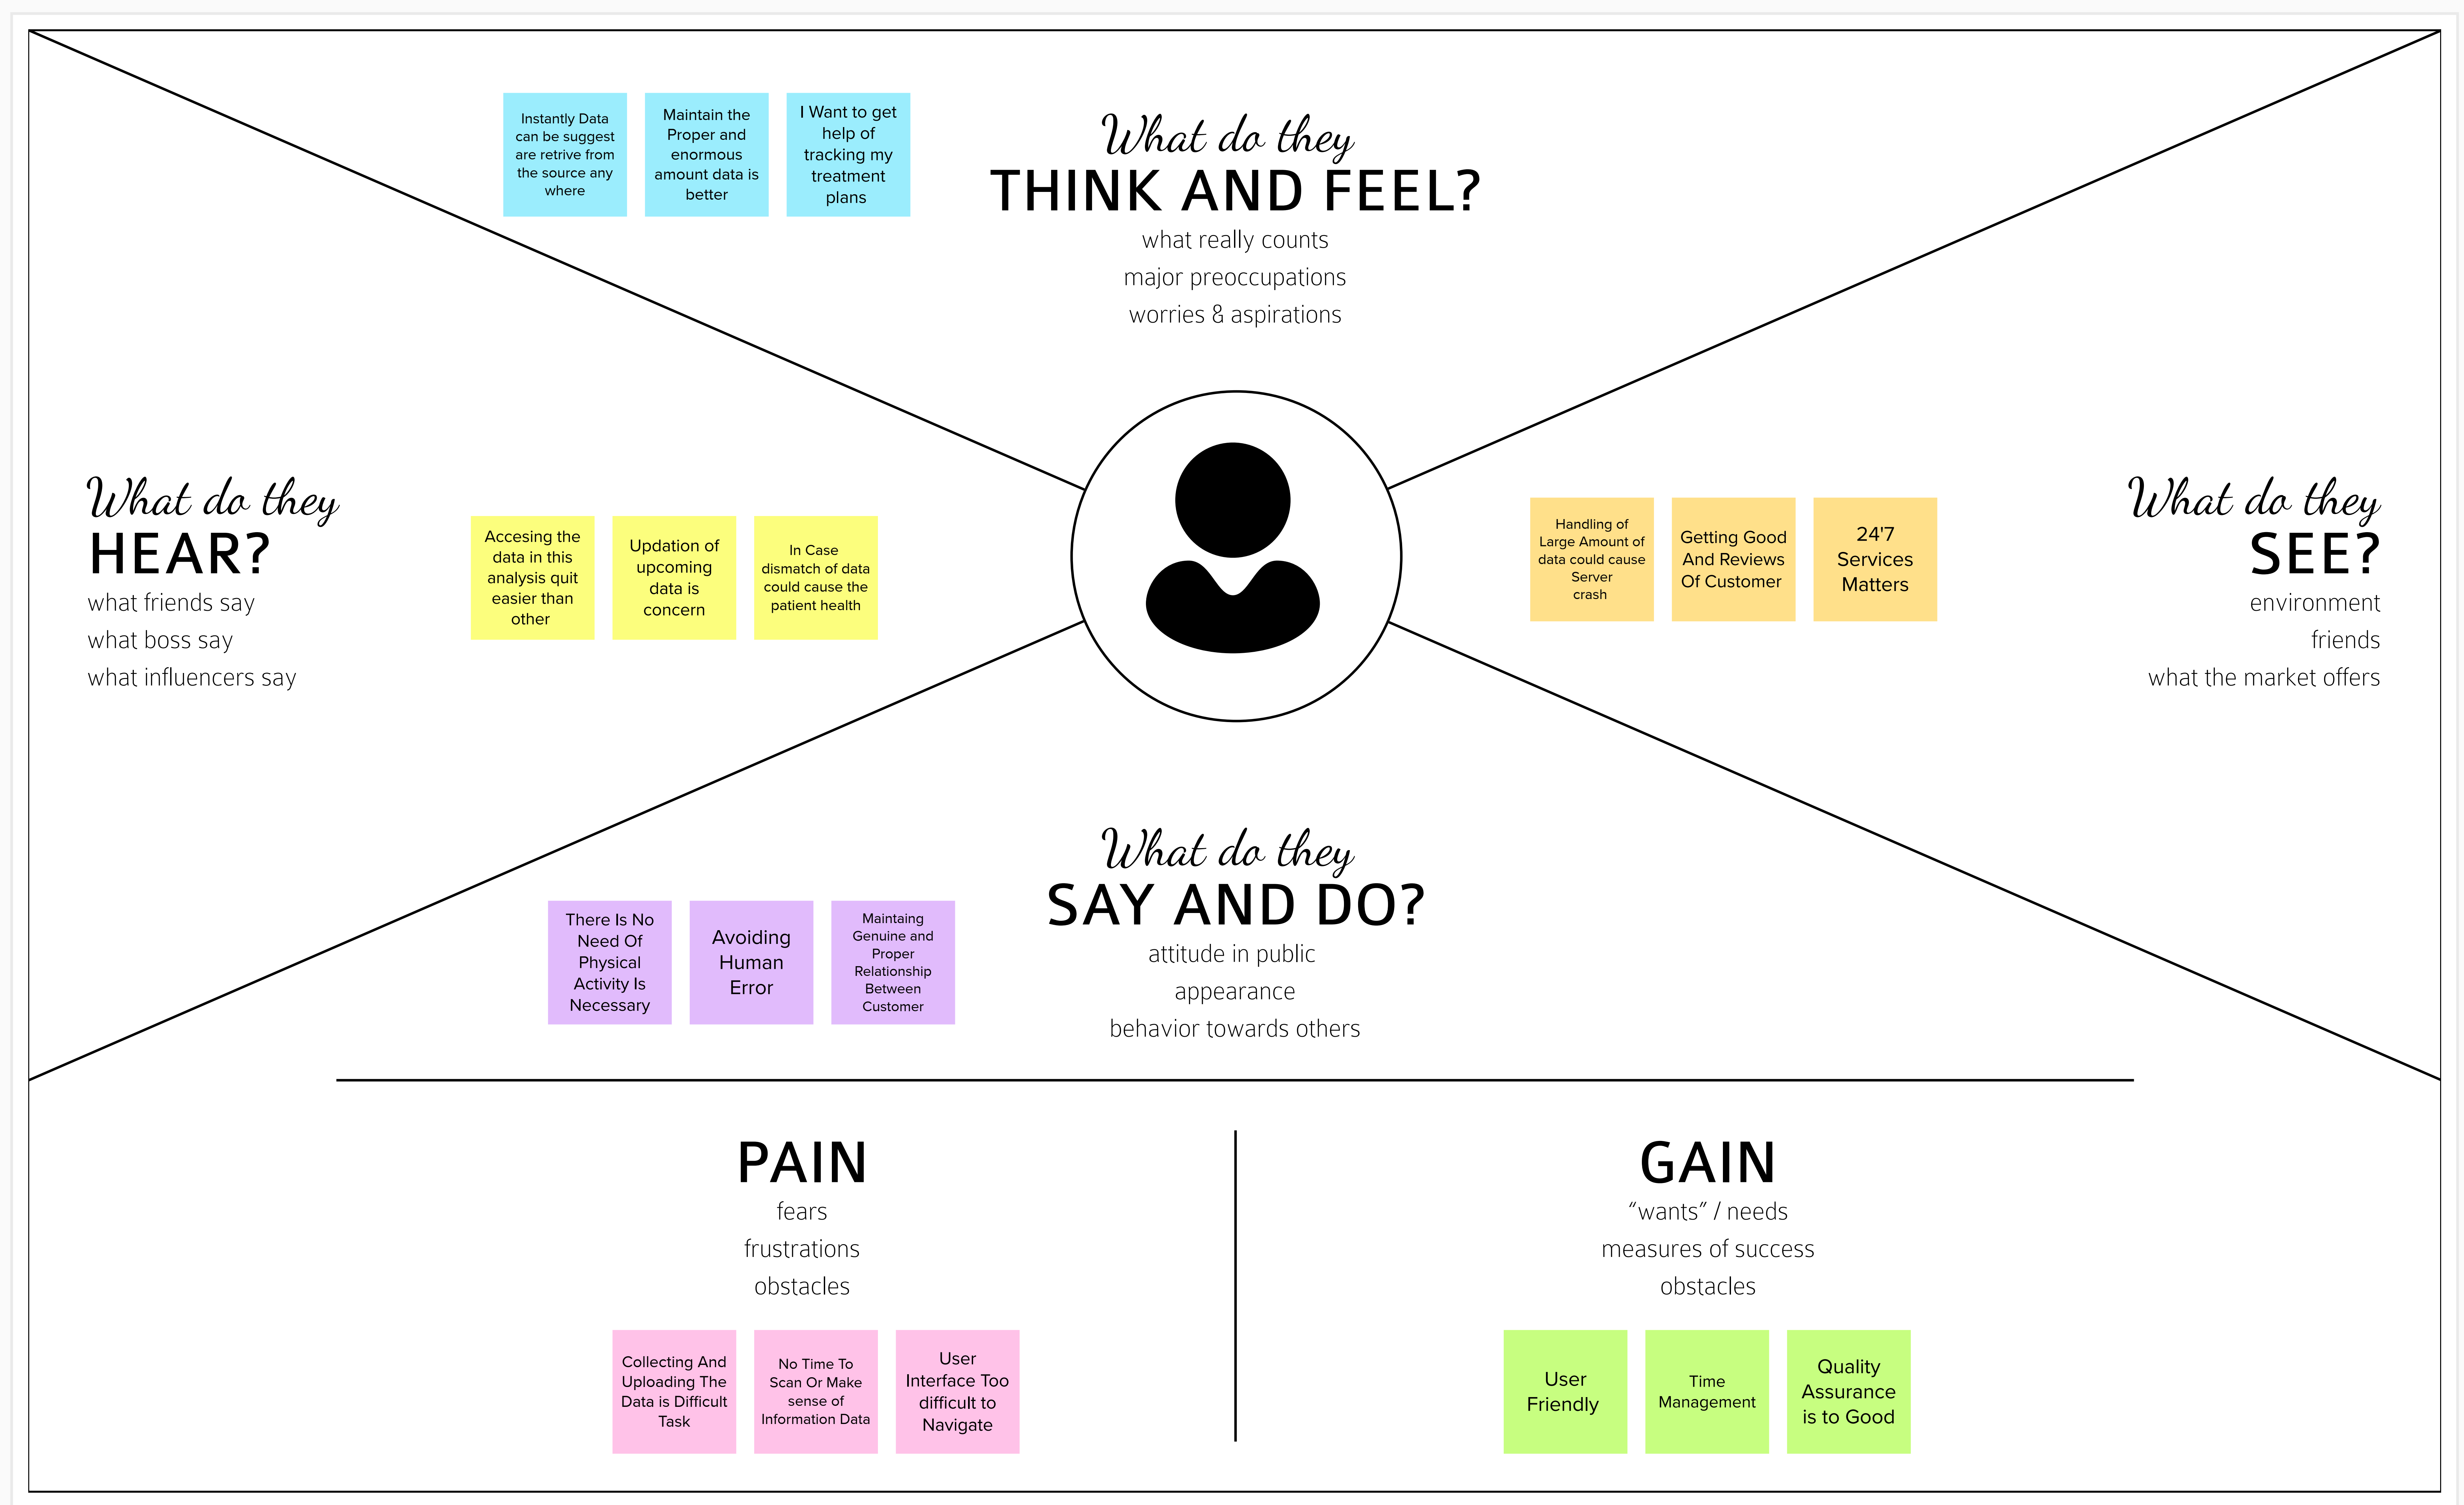 Instantly Data
can be suggest
are retrive from
the source any
where
Maintain the
Proper and
enormous
amount data is
better
I Want to get
help of
tracking my
treatment
plans
What do they
THINK AND FEEL?
what really counts
major preoccupations
worries & aspirations
What do they
HEAR?
what friends say
what boss say
what influencers say
Accesing the
data in this
analysis quit
easier than
other
Updation of
upcoming
data is
concern
In Case
dismatch of data
could cause the
patient health
Handling of
Large Amount of
data could cause
Server
crash
Getting Good
And Reviews
Of Customer
24'7
Services
Matters
What do they
SEE?
environment
friends
what the market offers
What do they
SAY AND DO?
attitude in public
appearance
behavior towards others
There Is No
Need Of
Physical
Activity Is
Necessary
Avoiding
Human
Error
Maintaing
Genuine and
Proper
Relationship
Between
Customer
PAIN
fears
frustrations
obstacles
Collecting And
Uploading The
Data is Difficult
Task
No Time To
Scan Or Make
sense of
Information Data
User
Interface Too
difficult to
Navigate
GAIN
“wants” / needs
measures of success
obstacles
User
Friendly
Time
Management
Quality
Assurance
is to Good